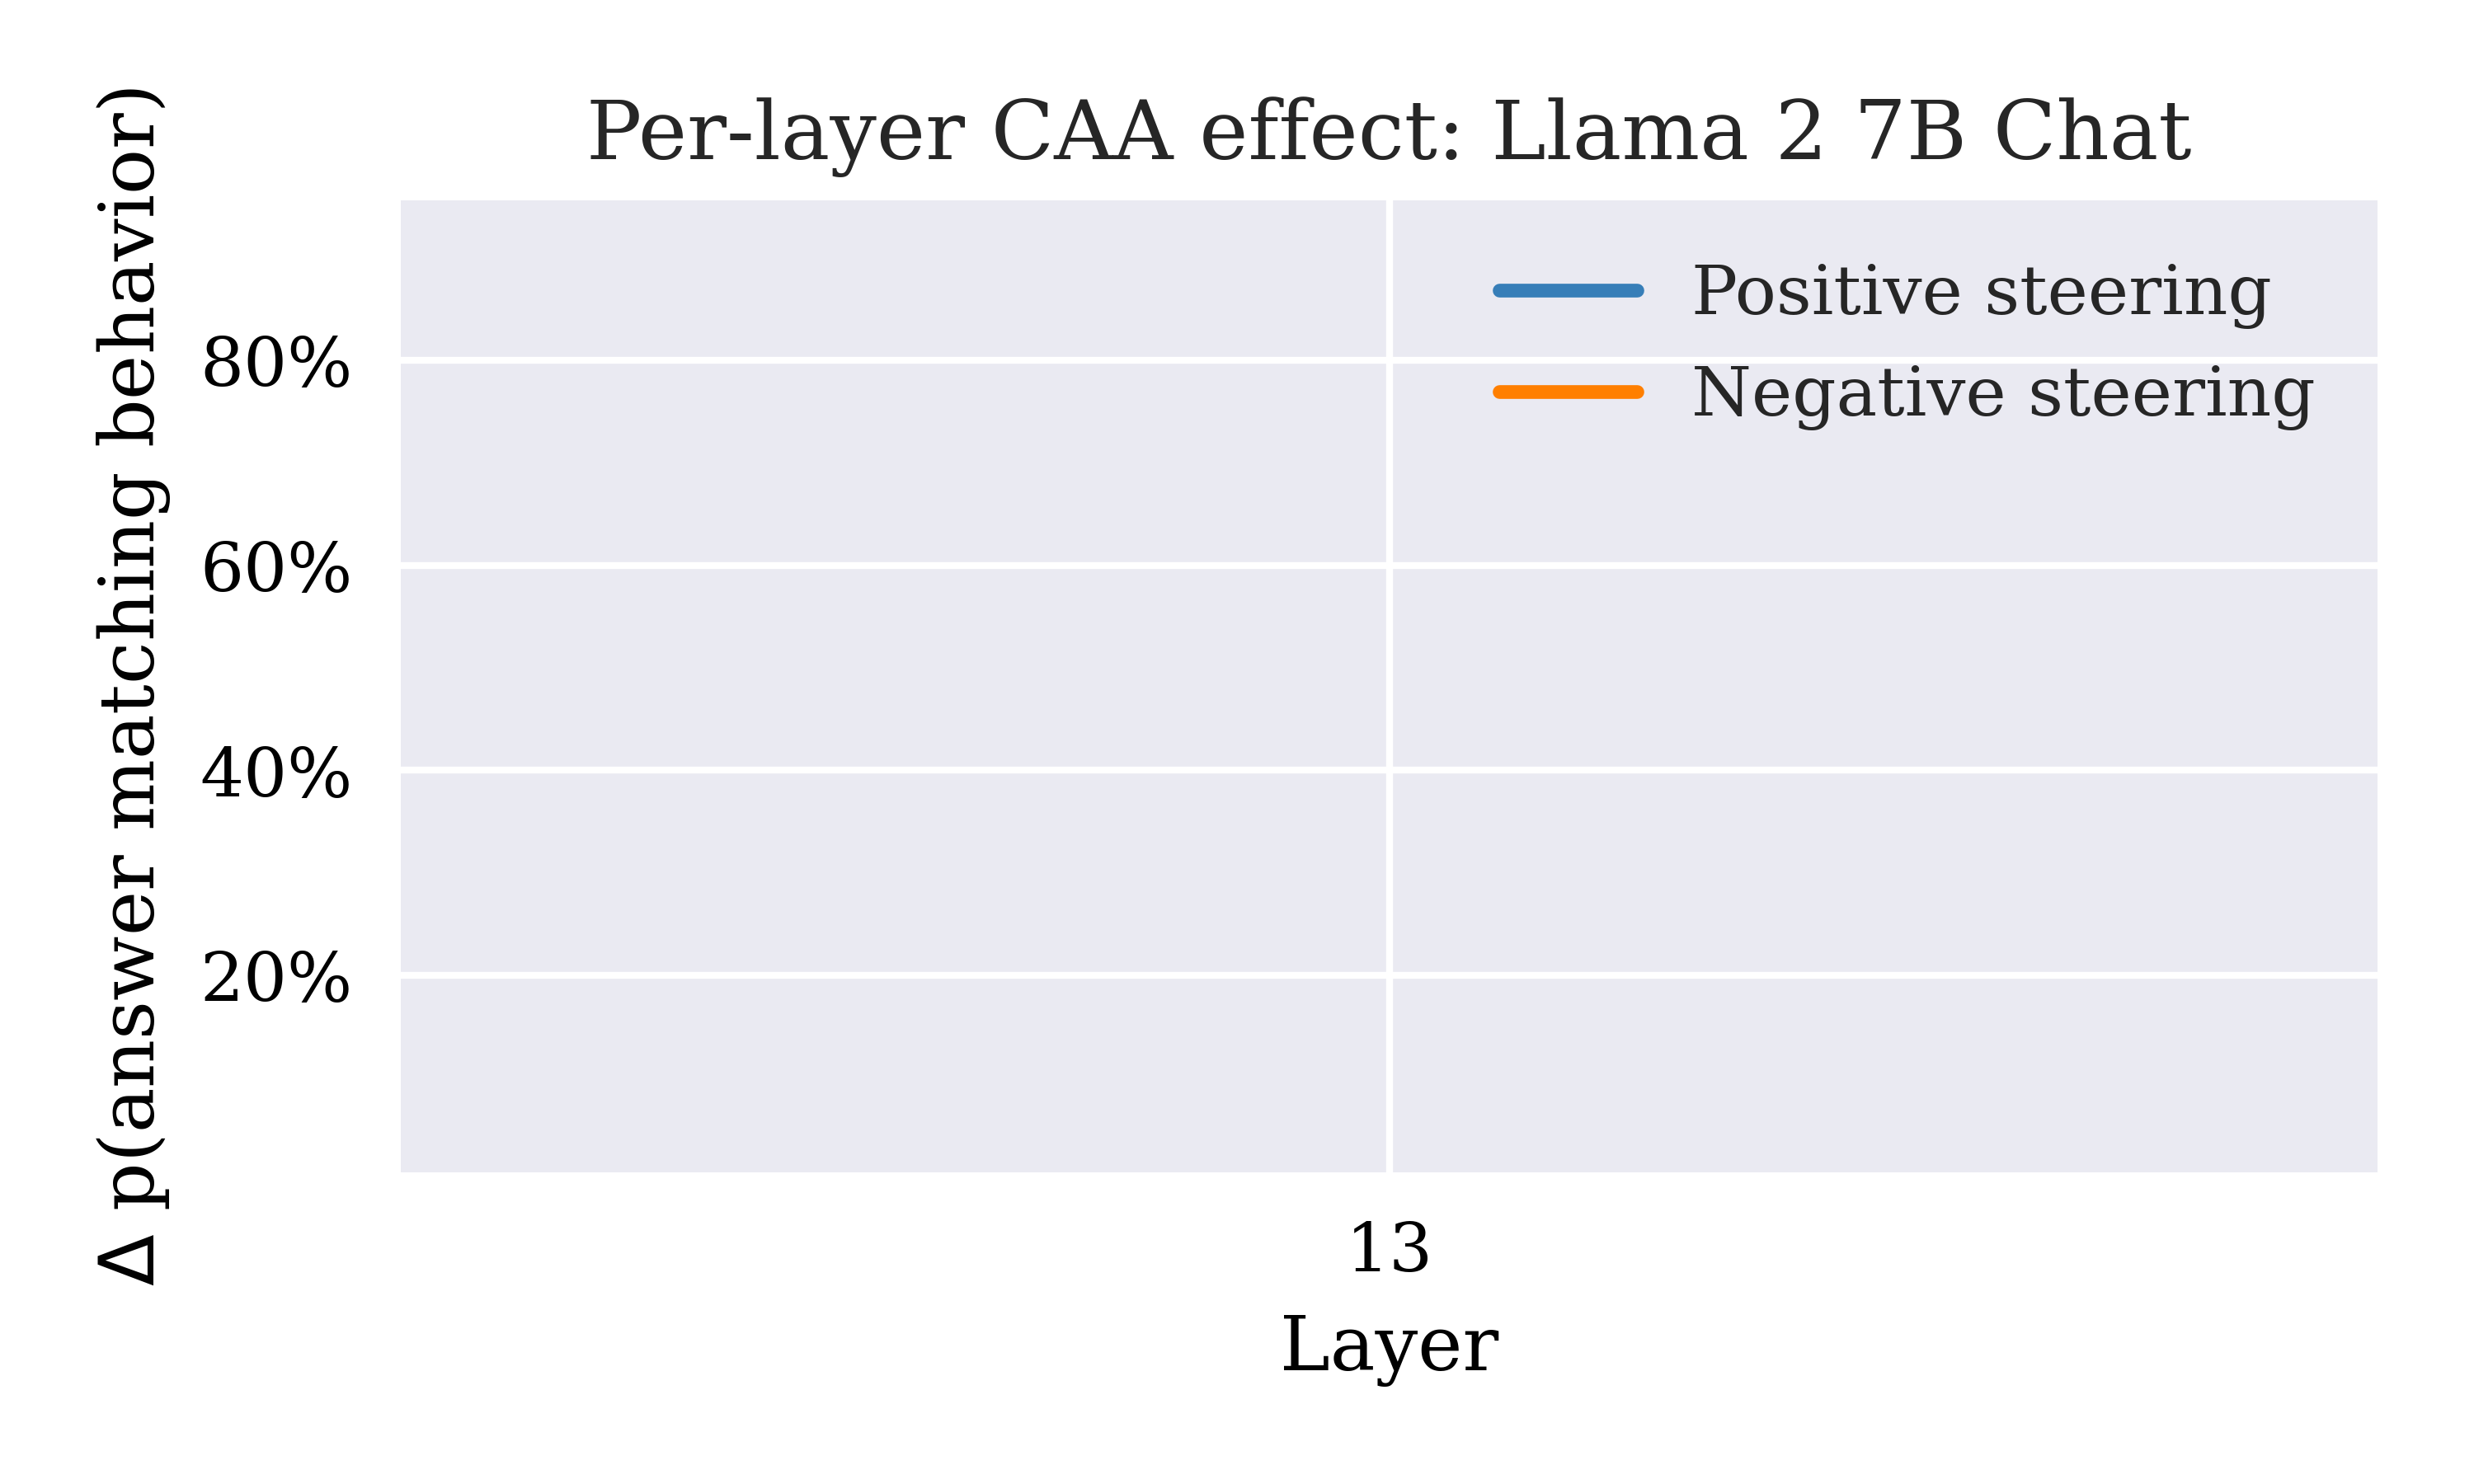 Per-layer CAA effect: Llama 2 7B Chat
Δ p(answer matching behavior)
Positive steering
Negative steering
80%
60%
40%
20%
13
Layer